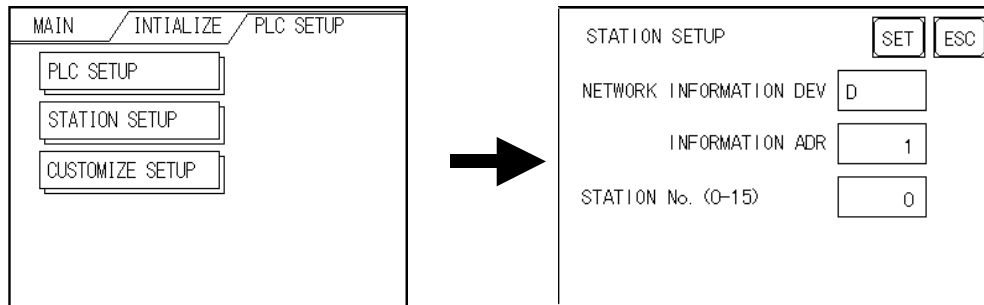 MAIN INTIALIZE PLC SETUP
PLC SETUP
STATION SETUP
CUSTOMIZE SETUP
STATION SETUP SET ESC
NETWORK INFORMATION DEV D
INFORMATION ADR 1
STATION No. (0-15) 0